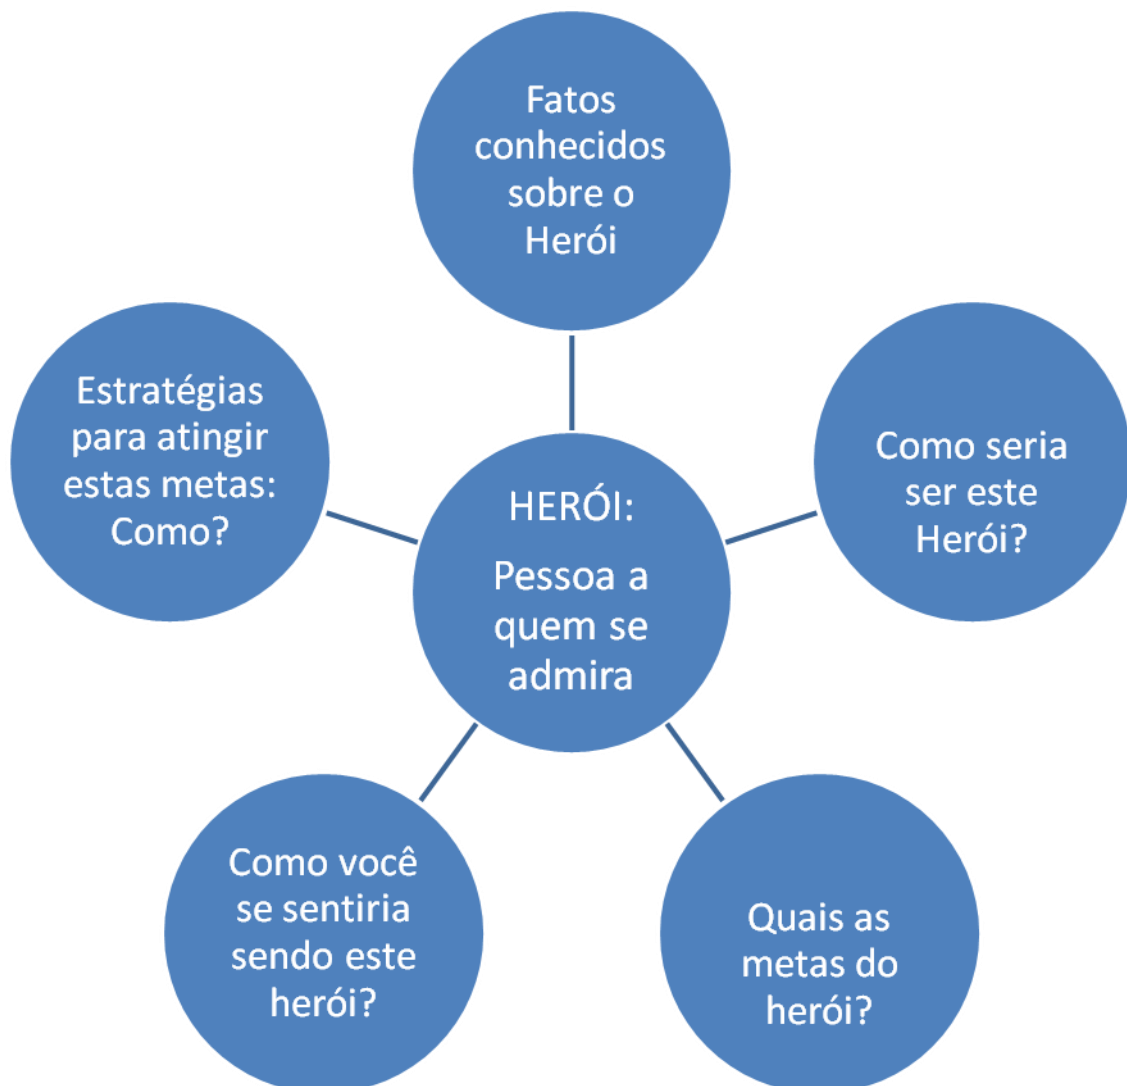 Fatos
conhecidos
sobre o
Herói
Como seria
ser este
Herói?
Quais as
metas do
herói?
Como você
se sentiria
sendo este
herói?
Estratégias
para atingir
estas metas:
Como?
HERÓI:
Pessoa a
quem se
admira